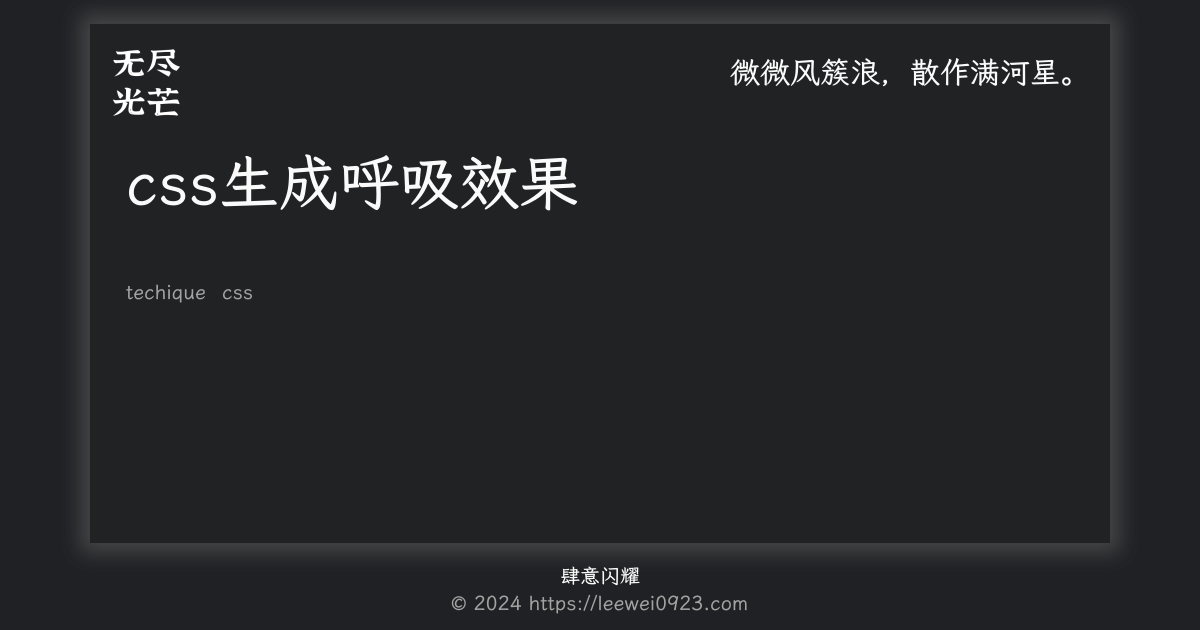 无尽
光芒
微微风簇浪，散作满河星。
css生成呼吸效果
techique css
肆意闪耀
© 2024 https://leewei0923.com